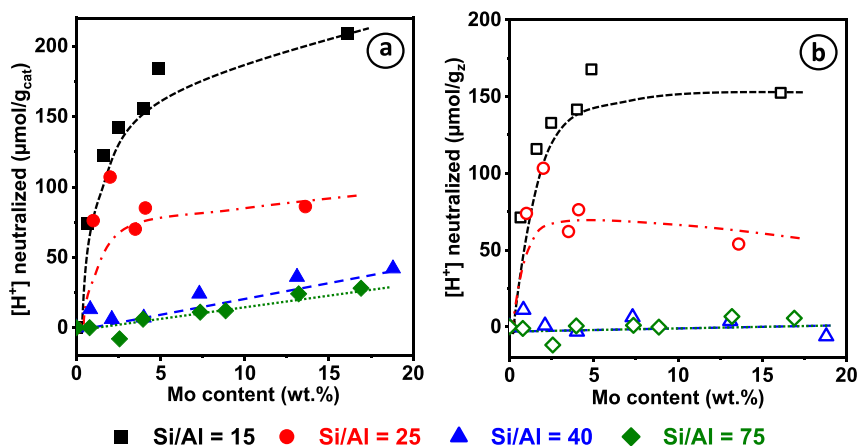 a
200
150
100
50
0
[H⁺] neutralized (μmol/g_cat)
0 5 10 15 20
Mo content (wt.%)
b
200
150
100
50
0
[H⁺] neutralized (μmol/g_z)
0 5 10 15 20
Mo content (wt.%)
Si/Al = 15 Si/Al = 25 Si/Al = 40 Si/Al = 75